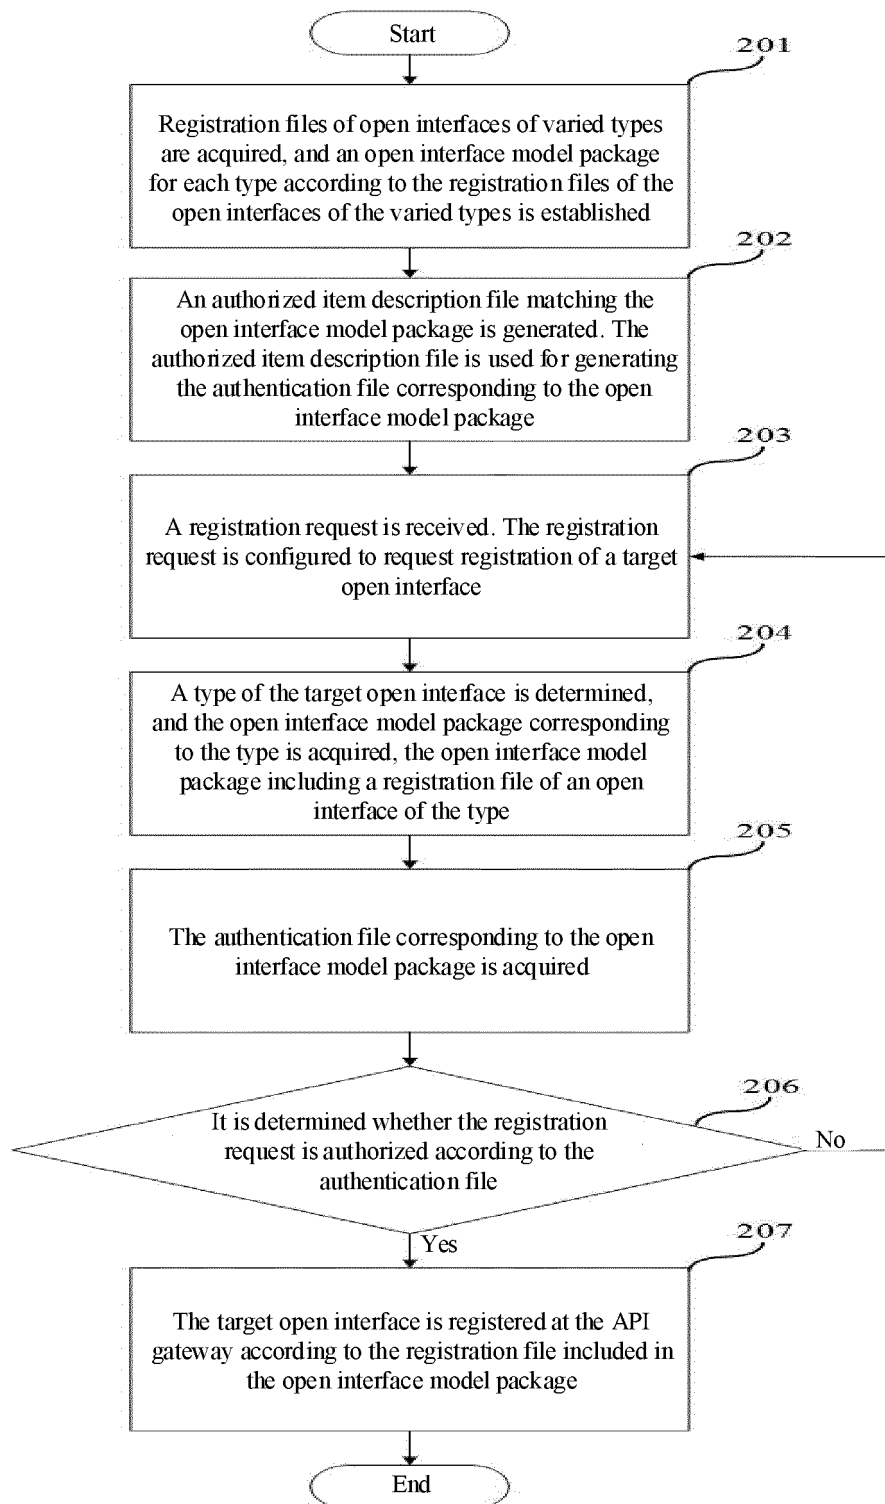 Start
201
Registration files of open interfaces of varied types
are acquired, and an open interface model package
for each type according to the registration files of the
open interfaces of the varied types is established
202
An authorized item description file matching the
open interface model package is generated. The
authorized item description file is used for generating
the authentication file corresponding to the open
interface model package
203
A registration request is received. The registration
request is configured to request registration of a target
open interface
204
A type of the target open interface is determined,
and the open interface model package corresponding
to the type is acquired, the open interface model
package including a registration file of an open
interface of the type
205
The authentication file corresponding to the open
interface model package is acquired
206
It is determined whether the registration
request is authorized according to the
authentication file
No
Yes
207
The target open interface is registered at the API
gateway according to the registration file included in
the open interface model package
End